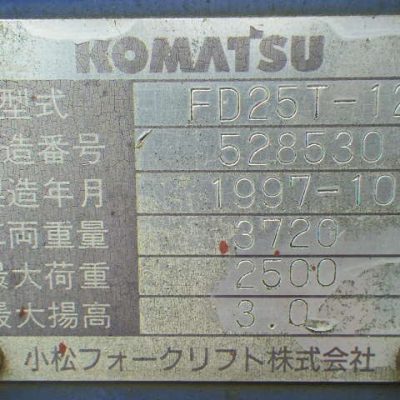 KOMATSU
型式 FD25T-12
造番号 528530
造年月 1997-10
両重量 3720
最大荷重 2500
最大揚高 3.0
小松フォークリフト株式会社